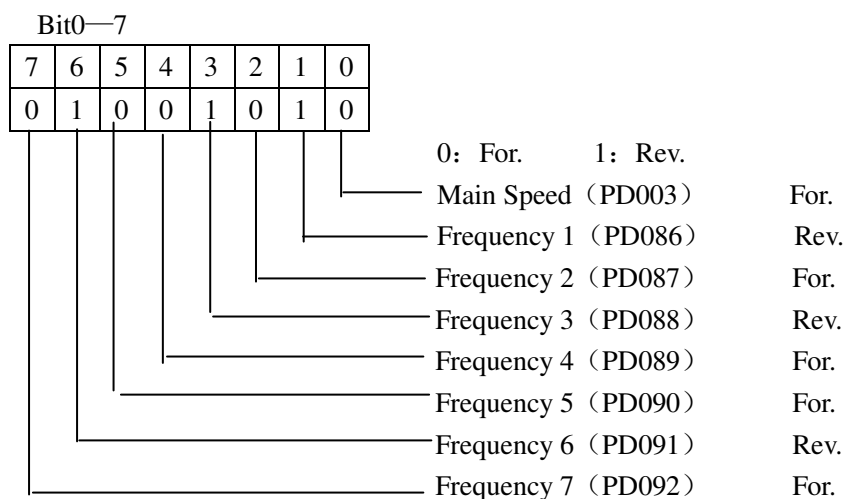 Bit0—7
7 6 5 4 3 2 1 0
0 1 0 0 1 0 1 0
0：For. 1：Rev.
Main Speed（PD003） For.
Frequency 1（PD086） Rev.
Frequency 2（PD087） For.
Frequency 3（PD088） Rev.
Frequency 4（PD089） For.
Frequency 5（PD090） For.
Frequency 6（PD091） Rev.
Frequency 7（PD092） For.